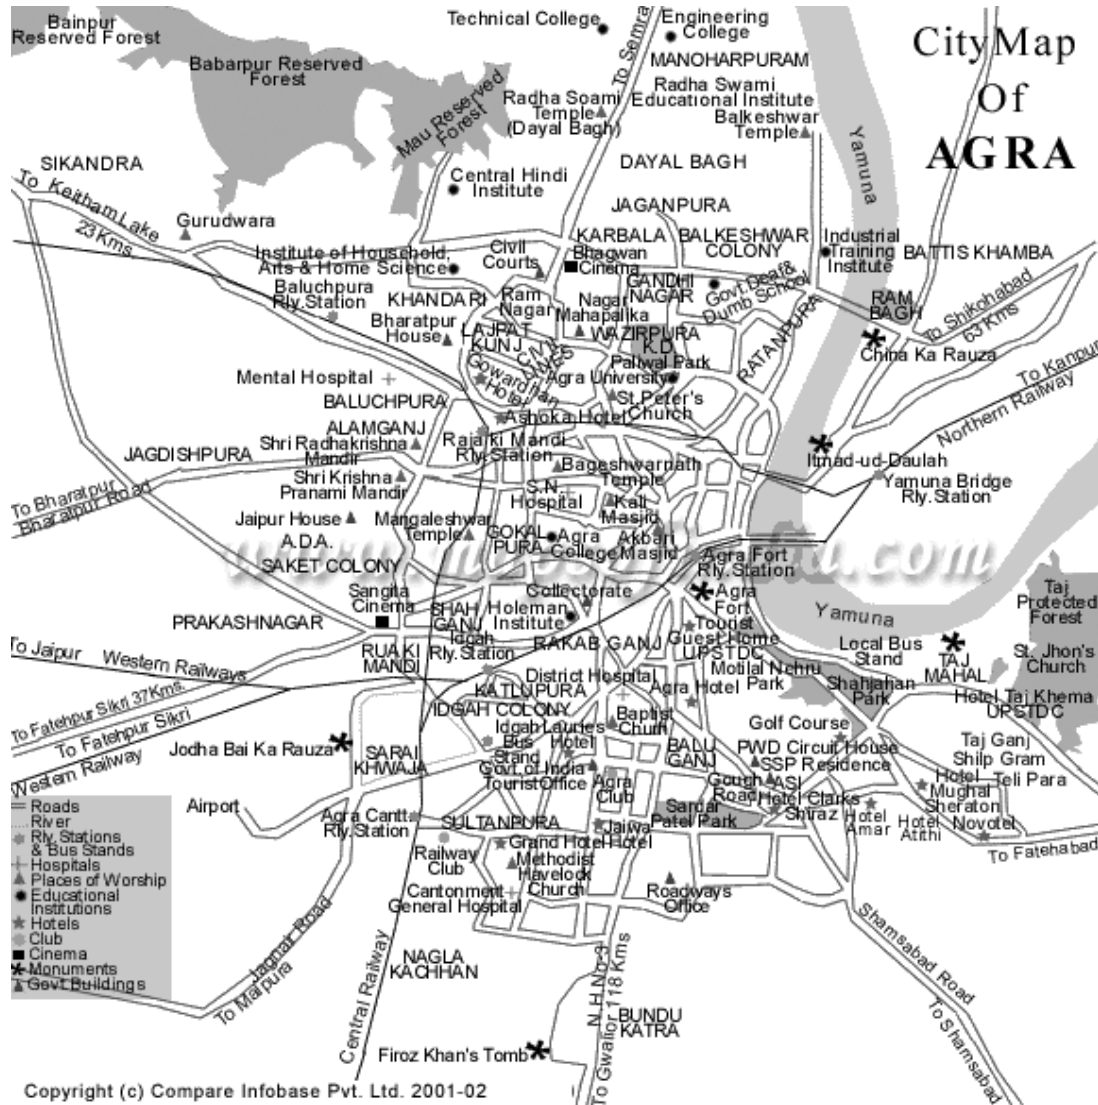 City Map
Of
AGRA
Bainpur
Reserved Forest
Babarpur Reserved
Forest
Mau Reserved
Forest
Technical College
To Semra
Engineering
College
MANOHARPURAM
Radha Swami
Educational Institute
Radha Soami
Temple
(Dayal Bagh)
Balkeshwar
Temple
Yamuna
SIKANDRA
To Keitham Lake
23 Kms
Gurudwara
Central Hindi
Institute
DAYAL BAGH
JAGANPURA
KARBALA
BALKESHWAR
COLONY
Industrial
Training
Institute
BATTIS KHAMBA
Institute of Household,
Arts & Home Science
Civil
Courts
Bhagwan
Cinema
GANDHI
NAGAR
Govt. Deaf &
Dumb School
Baluchpura
Rly. Station
KHANDARI
Ram
Nagar
Nagar
Mahapalika
RAM
BAGH
To Shikohabad
63 Kms
Bharatpur
House
LAJPAT
KUNJ
CIVIL
LINES
WAZIRPURA
K.D.
Paliwal Park
RATANPURA
China Ka Rauza
To Kanpur
Northern Railway
Mental Hospital
Gowardhan
Hotel
Agra University
BALUCHPURA
St. Peter's
Church
Ashoka Hotel
ALAMGANJ
Shri Radhakrishna
Mandir
Raja ki Mandi
Rly. Station
Itmad-ud-Daulah
JAGDISHPURA
Shri Krishna
Pranami Mandir
Bageshwarnath
Temple
Yamuna Bridge
Rly. Station
To Bharatpur
Bharatpur Road
S.N.
Hospital
Kali
Masjid
Jaipur House
A.D.A.
SAKET COLONY
Mangaleshwar
Temple
GOKAL
PURA
Agra
College
Akbari
Masjid
Agra Fort
Rly. Station
Sangita
Cinema
Collectorate
Agra
Fort
Taj
Protected
Forest
PRAKASHNAGAR
SHAH
GANJ
Holeman
Institute
Tourist
Guest Home
UPSTDC
Yamuna
Local Bus
Stand
TAJ
MAHAL
St. Jhon's
Church
RUA KI
MANDI
Idgah
Rly. Station
RAKAB GANJ
To Jaipur
Western Railways
District Hospital
Motilal Nehru
Park
Shahjahan
Park
KATLUPURA
Agra Hotel
Hotel Taj Khema
UPSTDC
To Fatehpur Sikri 37Kms.
To Fatehpur Sikri
Western Railway
IDGAH COLONY
Idgah
Bus
Stand
Lauries
Hotel
Baptist
Churh
Golf Course
Jodha Bai Ka Rauza
SARAI
KHWAJA
BALU
GANJ
PWD Circuit House
SSP Residence
Taj Ganj
Shilp Gram
Teli Para
Govt. of India
Tourist Office
Agra
Club
Gough
Road
ASI
Hotel Clarks
Shiraz
Hotel
Mughal
Sheraton
Airport
Agra Cantt.
Rly. Station
SULTANPURA
Sardar
Patel Park
Hotel
Amar
Hotel
Atithi
Novotel
To Fatehabad
Railway
Club
Grand Hotel
Jaiwal
Hotel
Methodist
Havelock
Church
Cantonment
General Hospital
Roadways
Office
Jagnair Road
To Malpura
Central Railway
NAGLA
KACHHAN
N.H.No.3
To Gwalior 118 Kms
BUNDU
KATRA
Shamsabad Road
To Shamsabad
Firoz Khan's Tomb
Roads
River
Rly. Stations
& Bus Stands
Hospitals
Places of Worship
Educational
Institutions
Hotels
Club
Cinema
Monuments
Govt Buildings
Copyright (c) Compare Infobase Pvt. Ltd. 2001-02